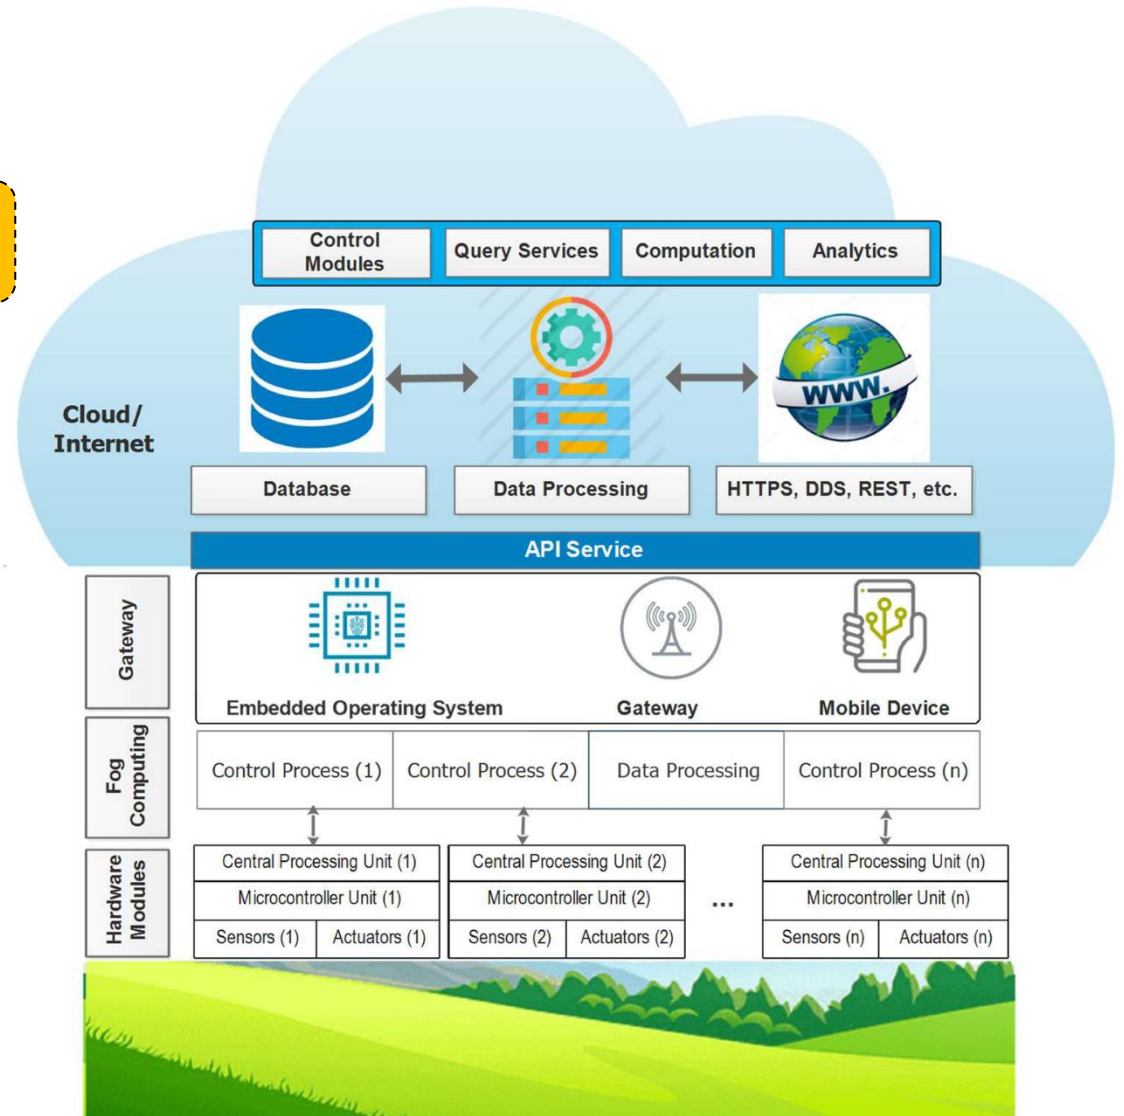 Control
Modules
Query Services
Computation
Analytics
WWW.
Cloud/
Internet
Database
Data Processing
HTTPS, DDS, REST, etc.
API Service
Gateway
Embedded Operating System
Gateway
Mobile Device
Fog
Computing
Control Process (1)
Control Process (2)
Data Processing
Control Process (n)
Hardware
Modules
Central Processing Unit (1)
Microcontroller Unit (1)
Sensors (1)
Actuators (1)
Central Processing Unit (2)
Microcontroller Unit (2)
Sensors (2)
Actuators (2)
...
Central Processing Unit (n)
Microcontroller Unit (n)
Sensors (n)
Actuators (n)